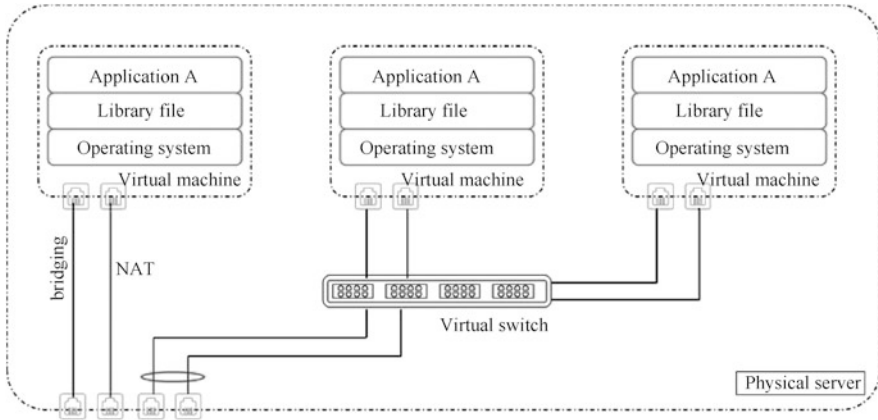 Application A
Library file
Operating system
Virtual machine
Application A
Library file
Operating system
Virtual machine
Application A
Library file
Operating system
Virtual machine
bridging
NAT
Virtual switch
Physical server